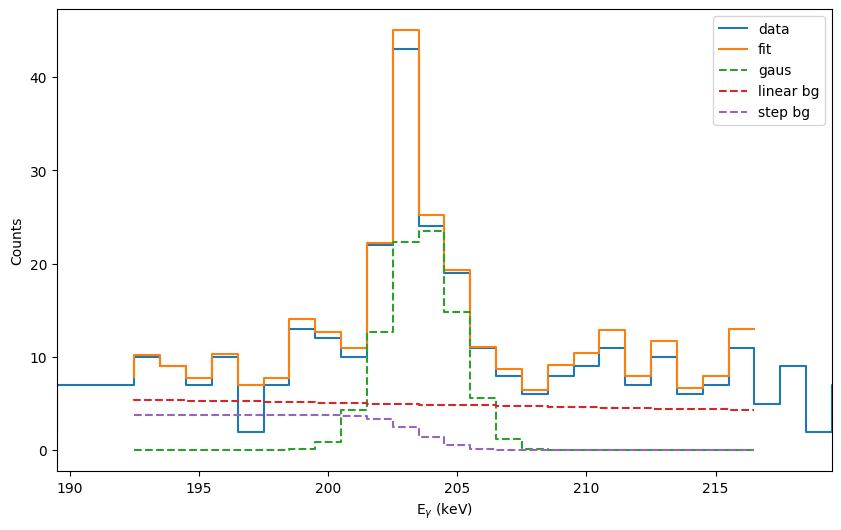 data
fit
gaus
linear bg
step bg
Counts
40
30
20
10
0
190 195 200 205 210 215
Eγ (keV)